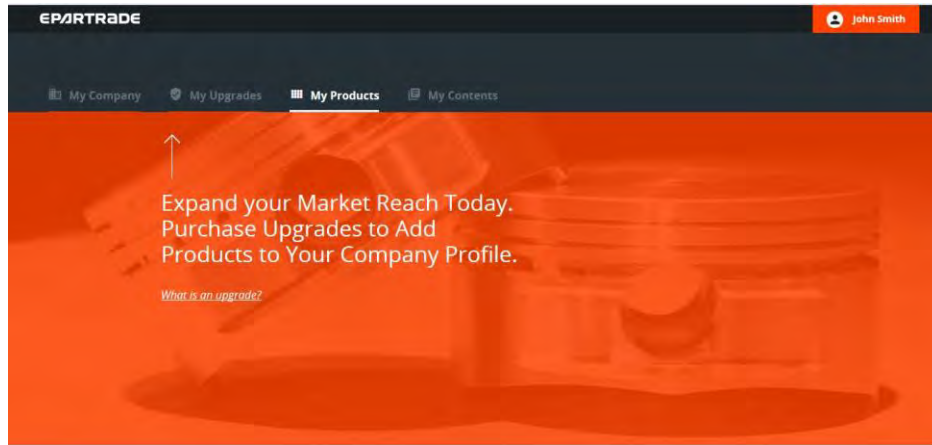 EPARTRADE
John Smith
My Company My Upgrades My Products My Contents
Expand your Market Reach Today.
Purchase Upgrades to Add
Products to Your Company Profile.
What is an upgrade?